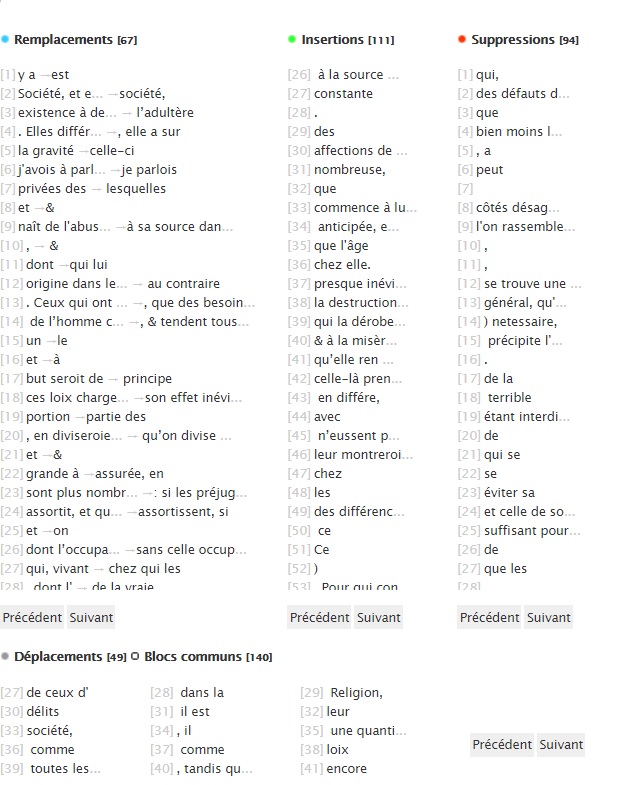 Remplacements [67]
[1] y a →est
[2] Société, et e... →société,
[3] existence à de... → l’adultère
[4] . Elles différ... →, elle a sur
[5] la gravité →celle-ci
[6] j'avois à parl... →je parlois
[7] privées des → lesquelles
[8] et →&
[9] naît de l'abus... →à sa source dan...
[10] , → &
[11] dont →qui lui
[12] origine dans le... → au contraire
[13] . Ceux qui ont ... →, que des besoin...
[14] de l’homme c... →, & tendent tous...
[15] un →le
[16] et →à
[17] but seroit de → principe
[18] ces loix charge... →son effet inévi...
[19] portion →partie des
[20] , en diviseroie... → qu’on divise ...
[21] et →&
[22] grande à →assurée, en
[23] sont plus nombr... →: si les préjug...
[24] assortit, et qu... →assortissent, si
[25] et →on
[26] dont l’occupa... →sans celle occup...
[27] qui, vivant → chez qui les
[28] , dont l' → de la vraie
Précédent Suivant
Insertions [111]
[26] à la source ...
[27] constante
[28] .
[29] des
[30] affections de ...
[31] nombreuse,
[32] que
[33] commence à lu...
[34] anticipée, e...
[35] que l'âge
[36] chez elle.
[37] presque inévi...
[38] la destruction...
[39] qui la dérobe...
[40] & à la misèr...
[41] qu’elle ren ...
[42] celle-là pren...
[43] en différe,
[44] avec
[45] n’eussent p...
[46] leur montreroi...
[47] chez
[48] les
[49] des différenc...
[50] ce
[51] Ce
[52] )
[53] . Pour qui con...
Précédent Suivant
Suppressions [94]
[1] qui,
[2] des défauts d...
[3] que
[4] bien moins l...
[5] , a
[6] peut
[7]
[8] côtés désag...
[9] l'on rassemble...
[10] ,
[11] ,
[12] se trouve une ...
[13] général, qu'...
[14] ) netessaire,
[15] précipite l'...
[16] .
[17] de la
[18] terrible
[19] étant interdi...
[20] de
[21] qui se
[22] se
[23] éviter sa
[24] et celle de so...
[25] suffisant pour...
[26] de
[27] que les
[28]
Précédent Suivant
Déplacements [49] Blocs communs [140]
[27] de ceux d' [28] dans la [29] Religion,
[30] délits [31] il est [32] leur
[33] société, [34] , il [35] une quanti...
[36] comme [37] comme [38] loix
[39] toutes les... [40] , tandis qu... [41] encore
Précédent Suivant